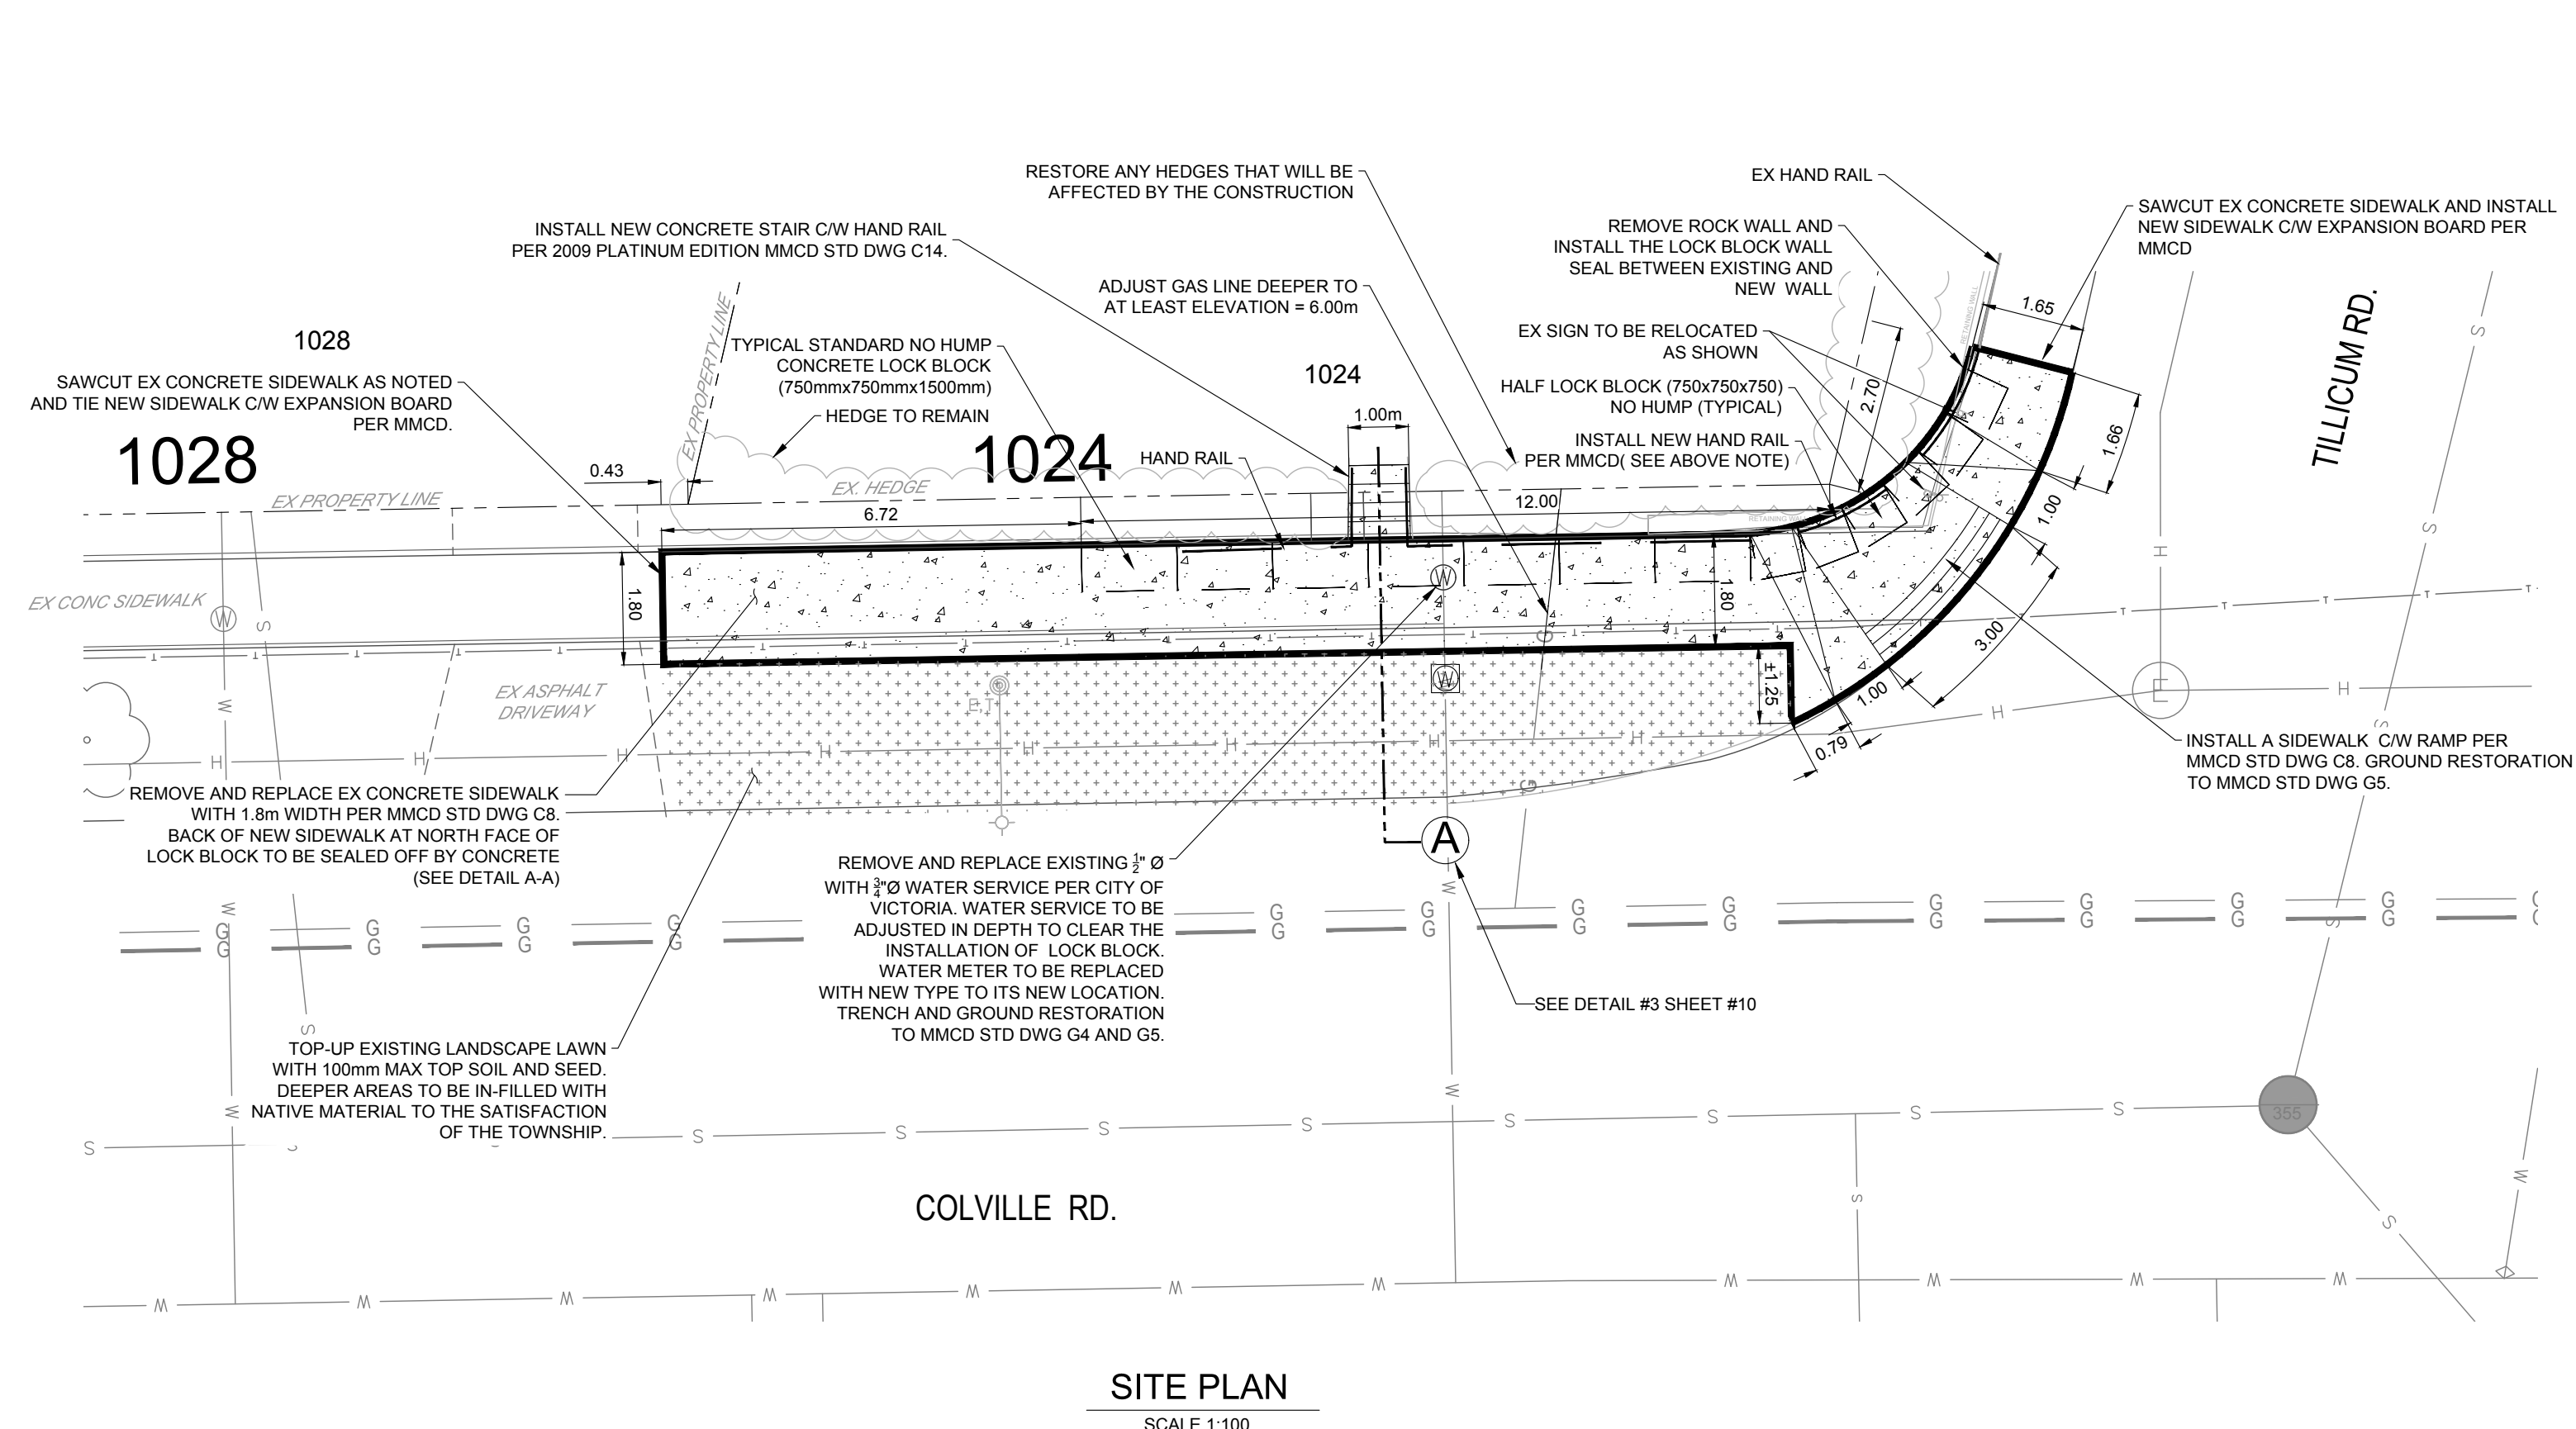 RESTORE ANY HEDGES THAT WILL BE
AFFECTED BY THE CONSTRUCTION
EX HAND RAIL
SAWCUT EX CONCRETE SIDEWALK AND INSTALL
NEW SIDEWALK C/W EXPANSION BOARD PER
MMCD
INSTALL NEW CONCRETE STAIR C/W HAND RAIL
PER 2009 PLATINUM EDITION MMCD STD DWG C14.
REMOVE ROCK WALL AND
INSTALL THE LOCK BLOCK WALL
SEAL BETWEEN EXISTING AND
NEW WALL
ADJUST GAS LINE DEEPER TO
AT LEAST ELEVATION = 6.00m
EX SIGN TO BE RELOCATED
AS SHOWN
1028
TYPICAL STANDARD NO HUMP
CONCRETE LOCK BLOCK
(750mmx750mmx1500mm)
1024
HALF LOCK BLOCK (750x750x750)
NO HUMP (TYPICAL)
SAWCUT EX CONCRETE SIDEWALK AS NOTED
AND TIE NEW SIDEWALK C/W EXPANSION BOARD
PER MMCD.
HEDGE TO REMAIN
1.00m
INSTALL NEW HAND RAIL
PER MMCD( SEE ABOVE NOTE)
1028
1024
HAND RAIL
EX PROPERTY LINE
EX PROPERTY LINE
EX. HEDGE
RETAINING WALL
RETAINING WALL
TILLICUM RD.
0.43
6.72
12.00
2.70
1.65
1.66
1.00
3.00
1.00
0.79
±1.25
1.80
1.80
EX CONC SIDEWALK
EX ASPHALT
DRIVEWAY
E,T
W
W
W
E
H
H
H
H
H
H
H
H
H
H
S
S
S
S
W
T
T
T
T
T
G
G
INSTALL A SIDEWALK C/W RAMP PER
MMCD STD DWG C8. GROUND RESTORATION
TO MMCD STD DWG G5.
REMOVE AND REPLACE EX CONCRETE SIDEWALK
WITH 1.8m WIDTH PER MMCD STD DWG C8.
BACK OF NEW SIDEWALK AT NORTH FACE OF
LOCK BLOCK TO BE SEALED OFF BY CONCRETE
(SEE DETAIL A-A)
A
REMOVE AND REPLACE EXISTING 1/2" Ø
WITH 3/4"Ø WATER SERVICE PER CITY OF
VICTORIA. WATER SERVICE TO BE
ADJUSTED IN DEPTH TO CLEAR THE
INSTALLATION OF LOCK BLOCK.
WATER METER TO BE REPLACED
WITH NEW TYPE TO ITS NEW LOCATION.
TRENCH AND GROUND RESTORATION
TO MMCD STD DWG G4 AND G5.
G G G G G G G G G G G G
G G G G G G G G G G G G
SEE DETAIL #3 SHEET #10
TOP-UP EXISTING LANDSCAPE LAWN
WITH 100mm MAX TOP SOIL AND SEED.
DEEPER AREAS TO BE IN-FILLED WITH
NATIVE MATERIAL TO THE SATISFACTION
OF THE TOWNSHIP.
355
S S S S S S S S S
COLVILLE RD.
W W W W W W W W W W W
SITE PLAN
SCALE 1:100